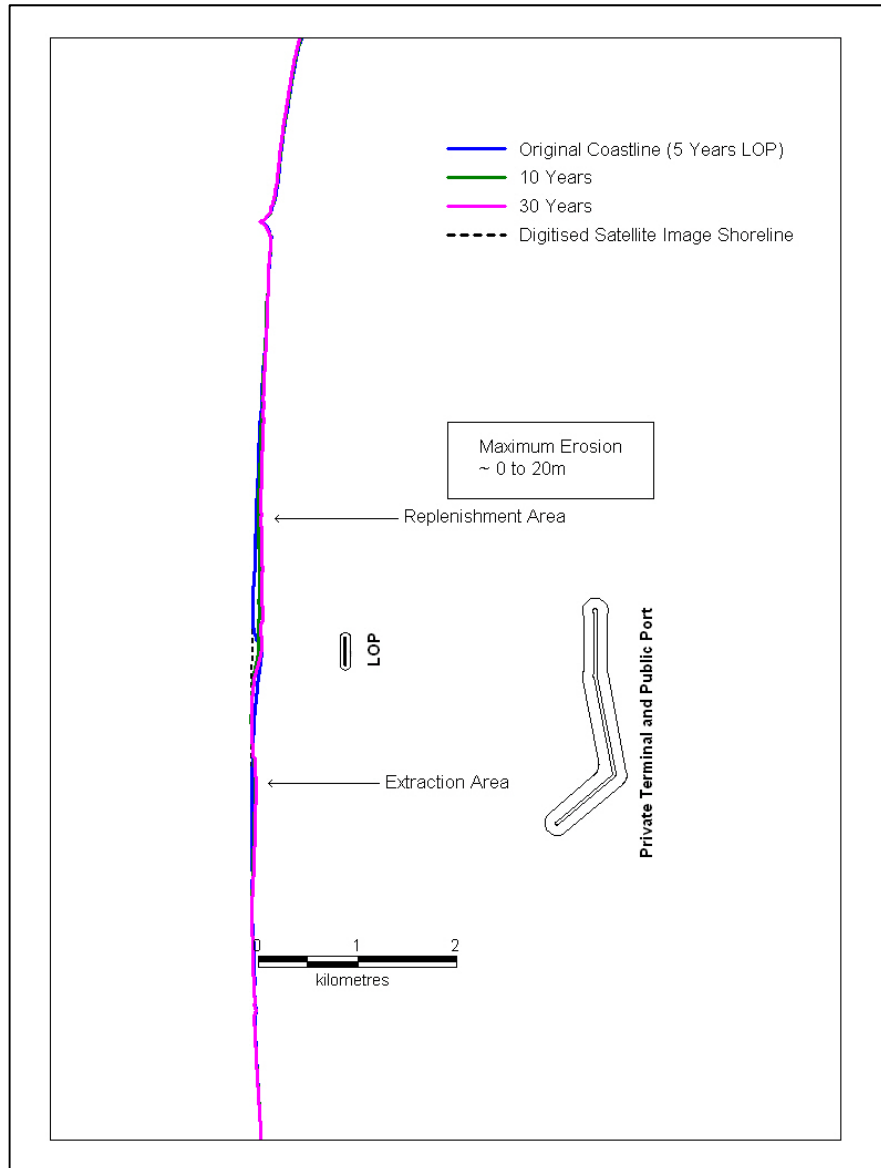 Original Coastline (5 Years LOP)
10 Years
30 Years
Digitised Satellite Image Shoreline
Maximum Erosion
~ 0 to 20m
Replenishment Area
LOP
Private Terminal and Public Port
Extraction Area
0 1 2
kilometres